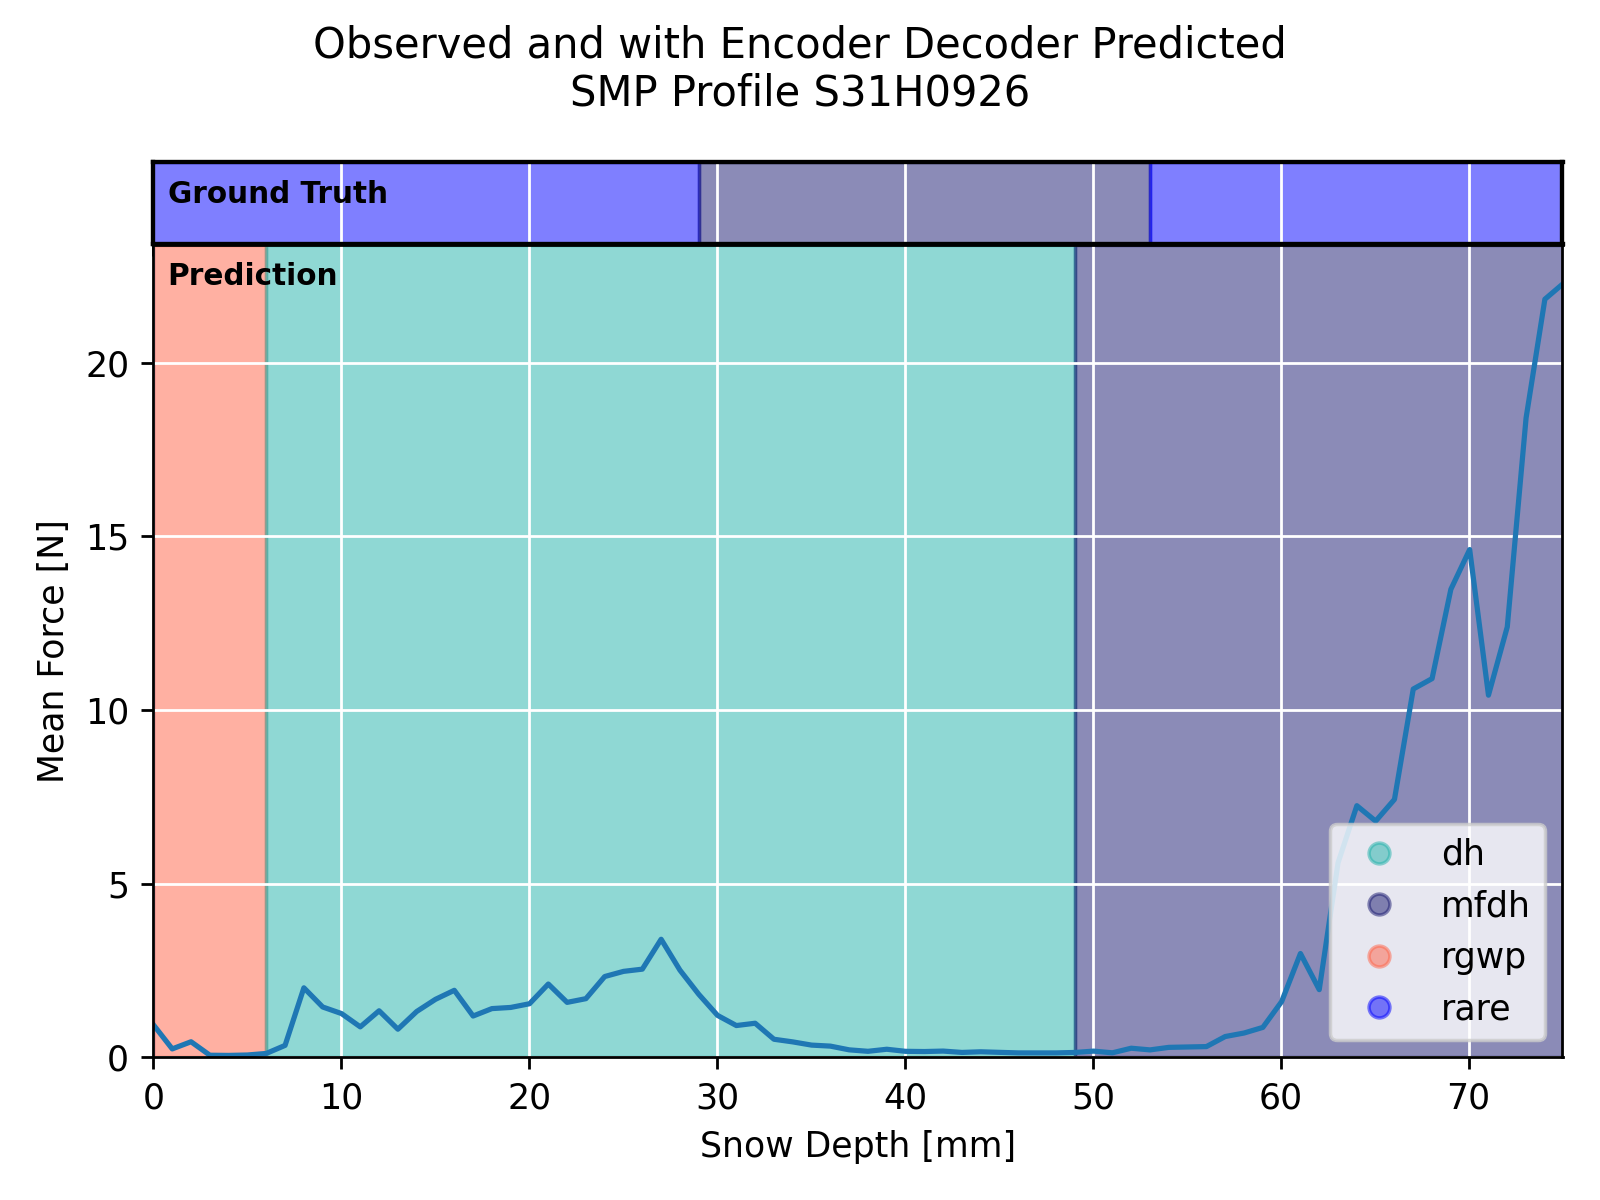 Observed and with Encoder Decoder Predicted
SMP Profile S31H0926
Ground Truth
Prediction
20
15
10
5
0
Mean Force [N]
dh
mfdh
rgwp
rare
0 10 20 30 40 50 60 70
Snow Depth [mm]